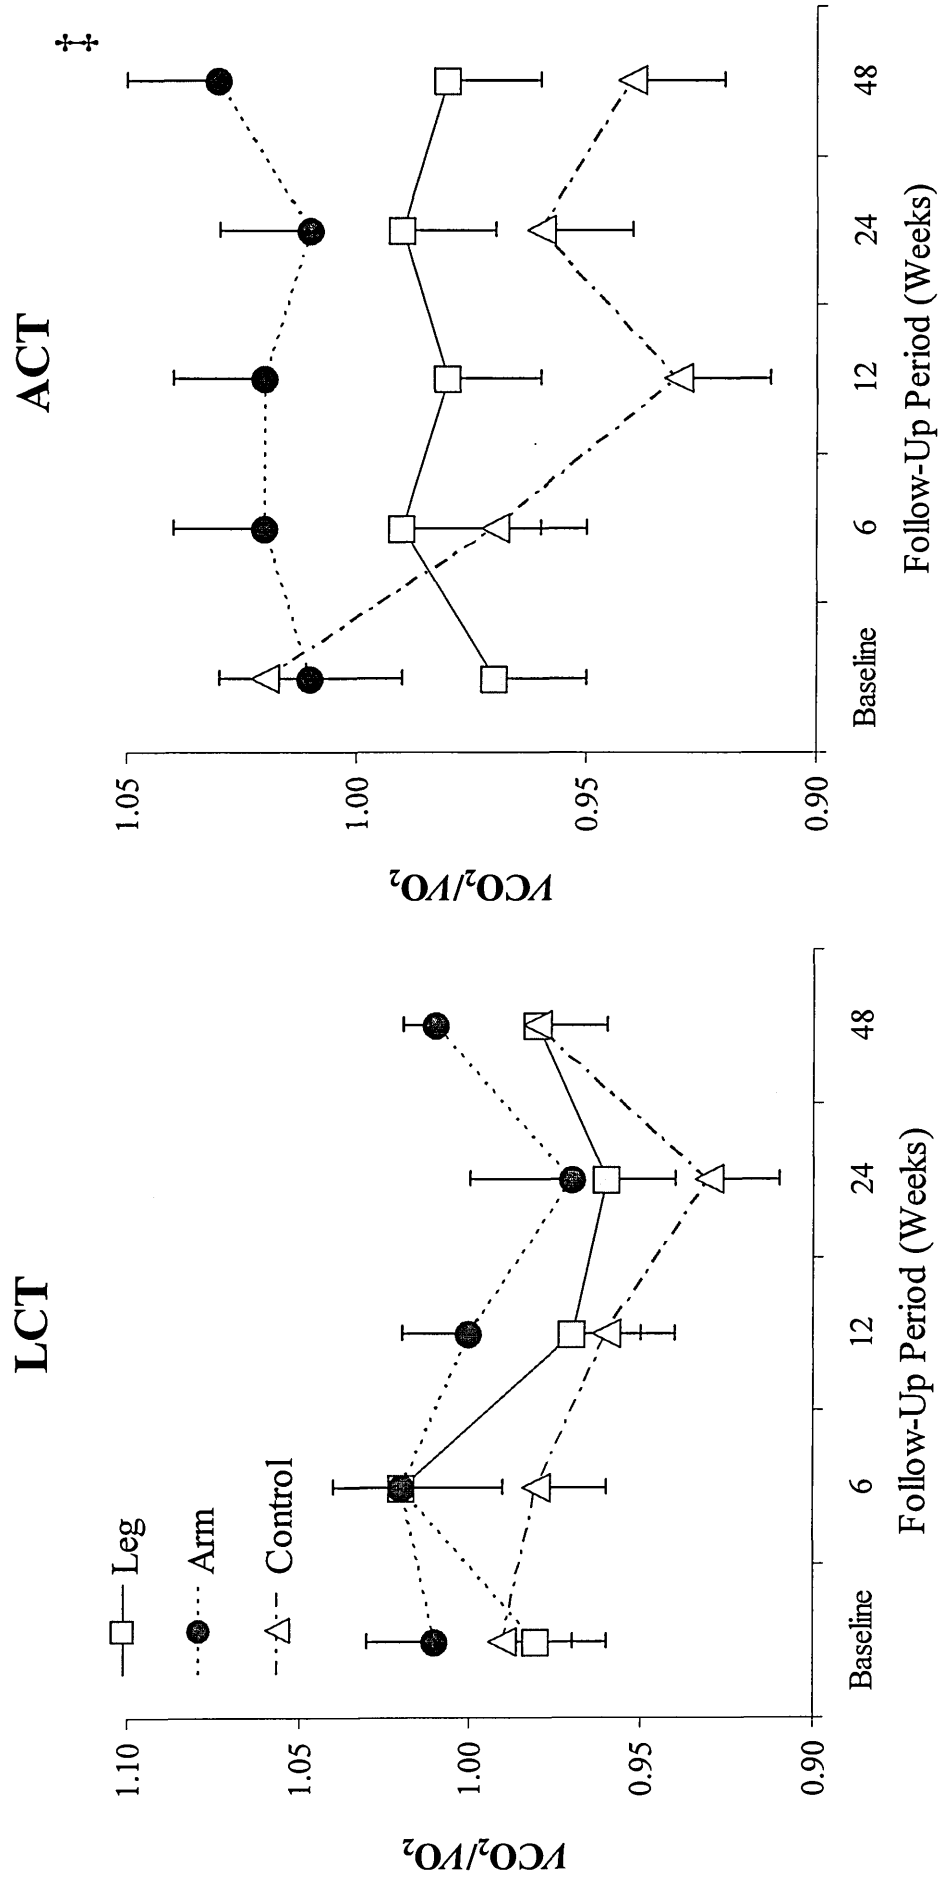 LCT
VCO₂/VO₂
1.10
1.05
1.00
0.95
0.90
Leg
Arm
Control
Baseline
6
12
24
48
Follow-Up Period (Weeks)
ACT
‡
VCO₂/VO₂
1.05
1.00
0.95
0.90
Baseline
6
12
24
48
Follow-Up Period (Weeks)